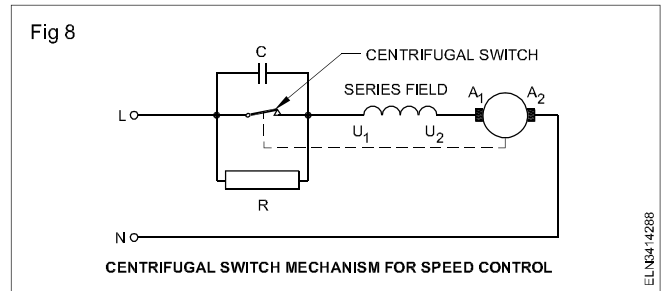 Fig 8
C
CENTRIFUGAL SWITCH
SERIES FIELD
A1 A2
L
U1 U2
R
N
CENTRIFUGAL SWITCH MECHANISM FOR SPEED CONTROL
ELN3414288